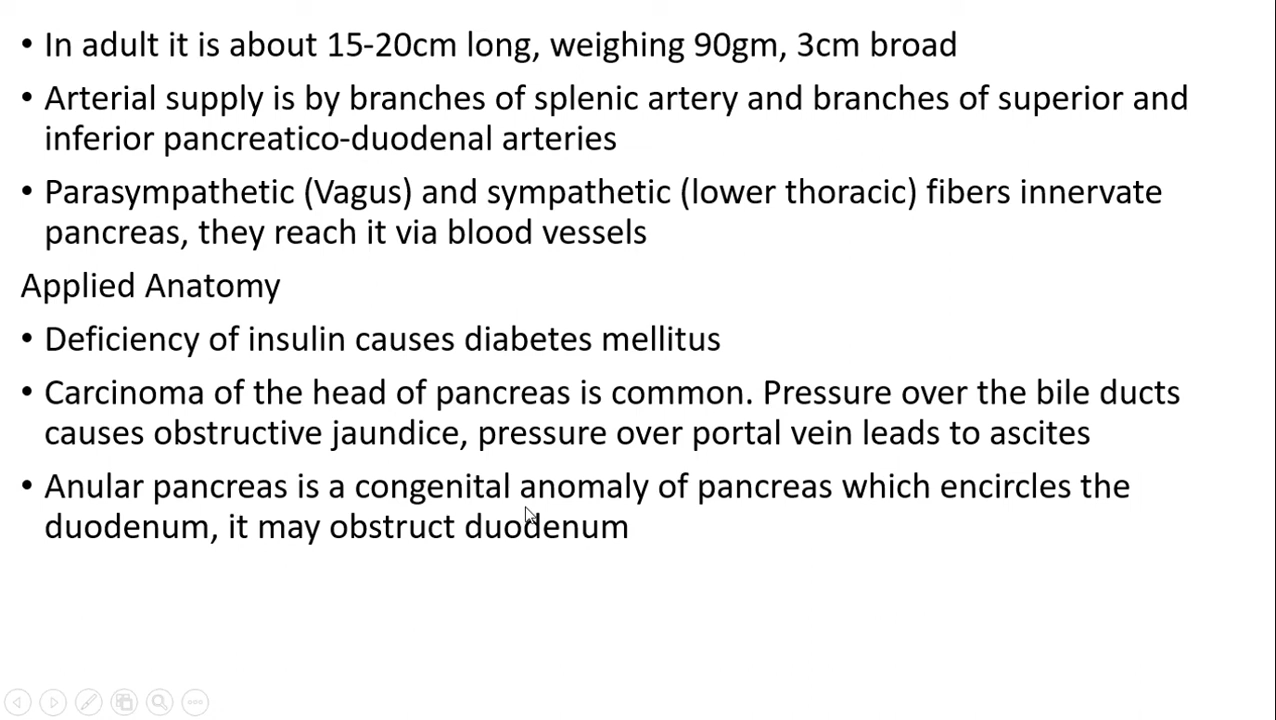 • In adult it is about 15-20cm long, weighing 90gm, 3cm broad
• Arterial supply is by branches of splenic artery and branches of superior and
inferior pancreatico-duodenal arteries
• Parasympathetic (Vagus) and sympathetic (lower thoracic) fibers innervate
pancreas, they reach it via blood vessels
Applied Anatomy
• Deficiency of insulin causes diabetes mellitus
• Carcinoma of the head of pancreas is common. Pressure over the bile ducts
causes obstructive jaundice, pressure over portal vein leads to ascites
• Anular pancreas is a congenital anomaly of pancreas which encircles the
duodenum, it may obstruct duodenum